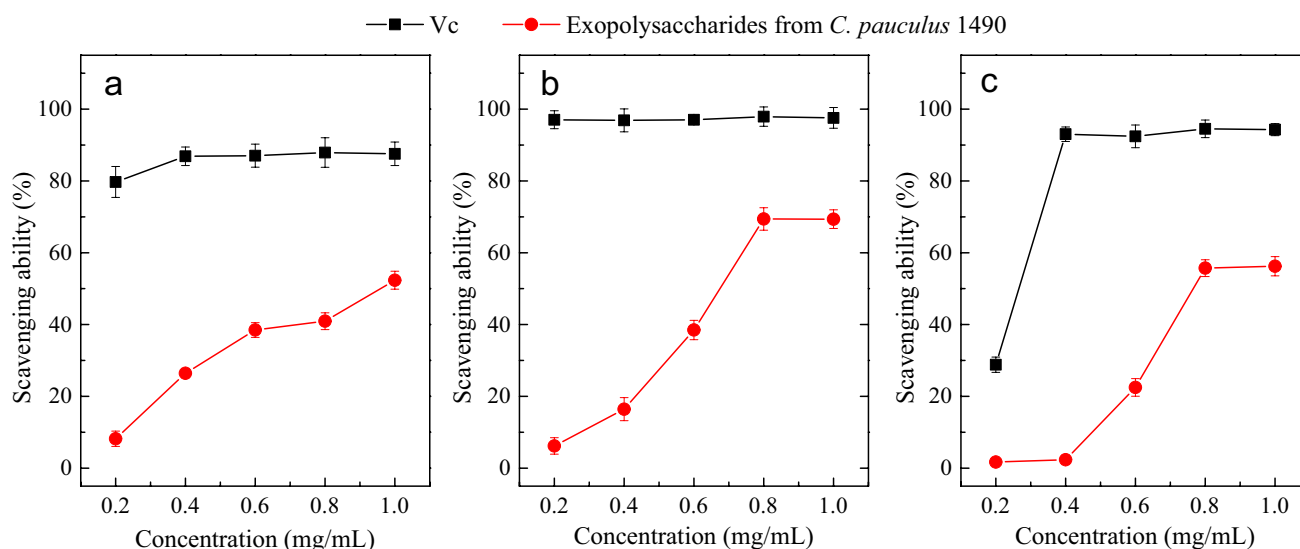 Vc
Exopolysaccharides from C. pauculus 1490
a
b
c
100
80
60
40
20
0
Scavenging ability (%)
0.2 0.4 0.6 0.8 1.0
Concentration (mg/mL)
100
80
60
40
20
0
Scavenging ability (%)
0.2 0.4 0.6 0.8 1.0
Concentration (mg/mL)
100
80
60
40
20
0
Scavenging ability (%)
0.2 0.4 0.6 0.8 1.0
Concentration (mg/mL)